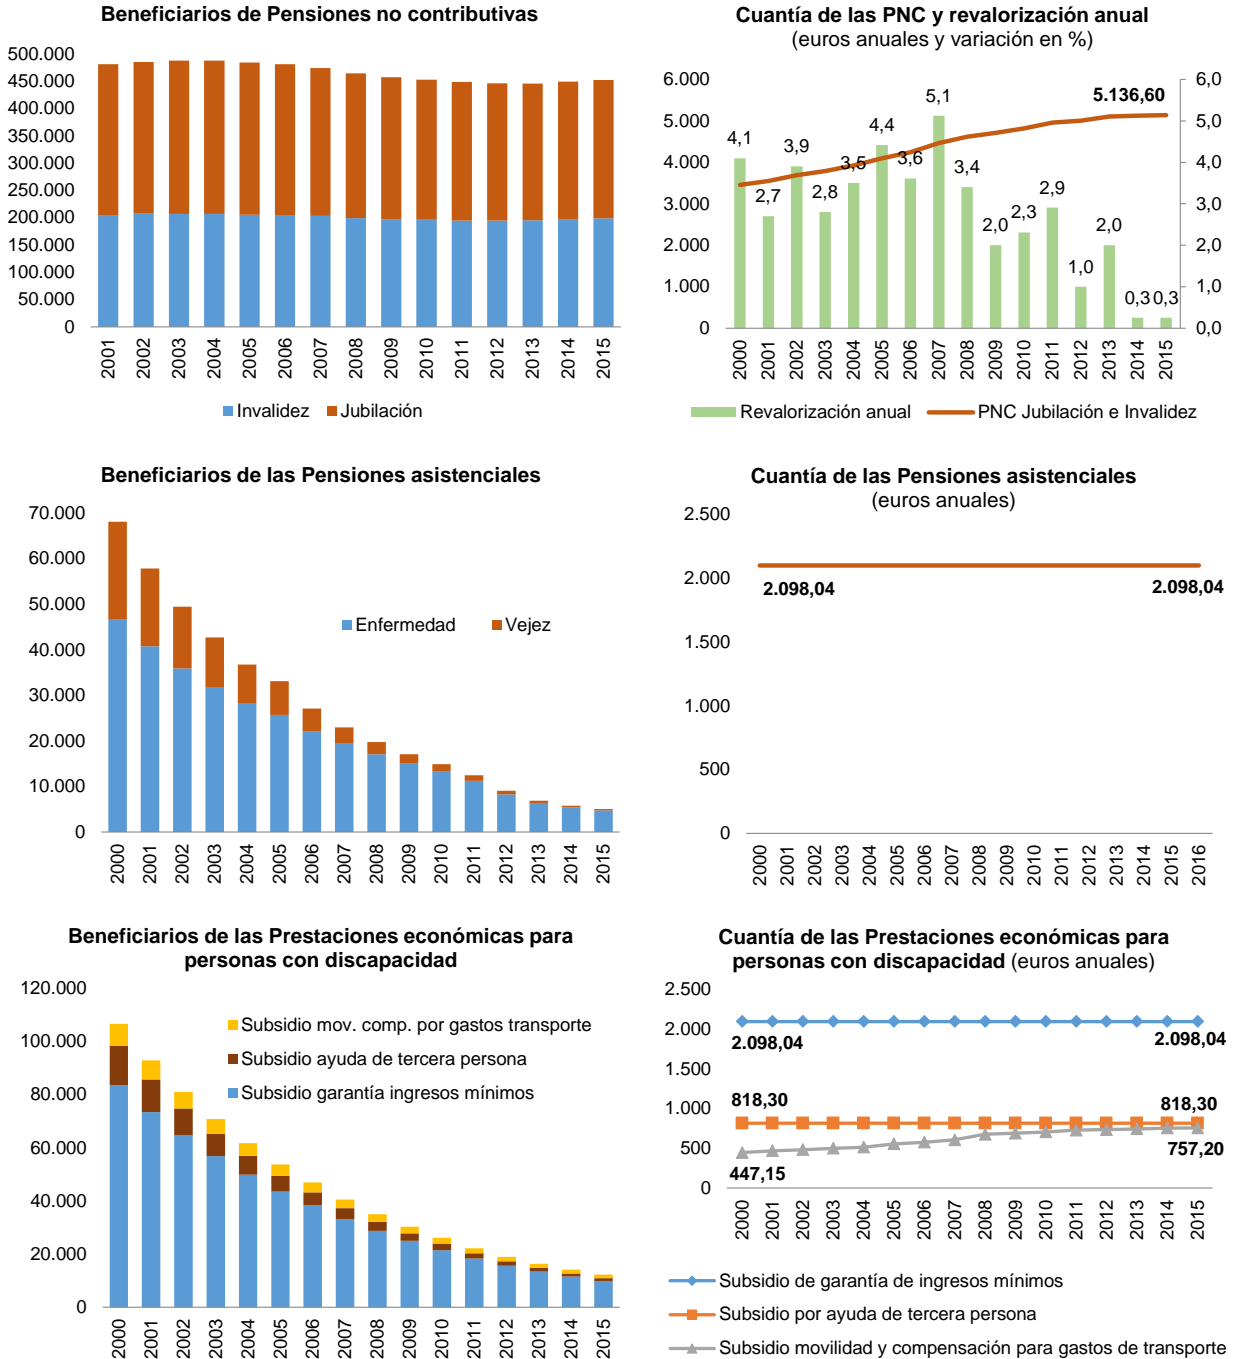 Beneficiarios de Pensiones no contributivas
500.000
450.000
400.000
350.000
300.000
250.000
200.000
150.000
100.000
50.000
0
2001 2002 2003 2004 2005 2006 2007 2008 2009 2010 2011 2012 2013 2014 2015
Invalidez Jubilación
Cuantía de las PNC y revalorización anual
(euros anuales y variación en %)
6.000 6,0
5.000 5,0
4.000 4,0
3.000 3,0
2.000 2,0
1.000 1,0
0 0,0
4,1 2,7 3,9 2,8 3,5 4,4 3,6 5,1 3,4 2,0 2,3 2,9 1,0 2,0 0,3 0,3
5.136,60
2000 2001 2002 2003 2004 2005 2006 2007 2008 2009 2010 2011 2012 2013 2014 2015
Revalorización anual PNC Jubilación e Invalidez
Beneficiarios de las Pensiones asistenciales
70.000
60.000
50.000
40.000
30.000
20.000
10.000
0
Enfermedad Vejez
2000 2001 2002 2003 2004 2005 2006 2007 2008 2009 2010 2011 2012 2013 2014 2015
Cuantía de las Pensiones asistenciales
(euros anuales)
2.500
2.000
1.500
1.000
500
0
2.098,04 2.098,04
2000 2001 2002 2003 2004 2005 2006 2007 2008 2009 2010 2011 2012 2013 2014 2015 2016
Beneficiarios de las Prestaciones económicas para
personas con discapacidad
120.000
100.000
80.000
60.000
40.000
20.000
0
Subsidio mov. comp. por gastos transporte
Subsidio ayuda de tercera persona
Subsidio garantía ingresos mínimos
2000 2001 2002 2003 2004 2005 2006 2007 2008 2009 2010 2011 2012 2013 2014 2015
Cuantía de las Prestaciones económicas para
personas con discapacidad (euros anuales)
2.500
2.000
1.500
1.000
500
0
2.098,04 2.098,04
818,30 818,30
447,15 757,20
2000 2001 2002 2003 2004 2005 2006 2007 2008 2009 2010 2011 2012 2013 2014 2015
Subsidio de garantía de ingresos mínimos
Subsidio por ayuda de tercera persona
Subsidio movilidad y compensación para gastos de transporte